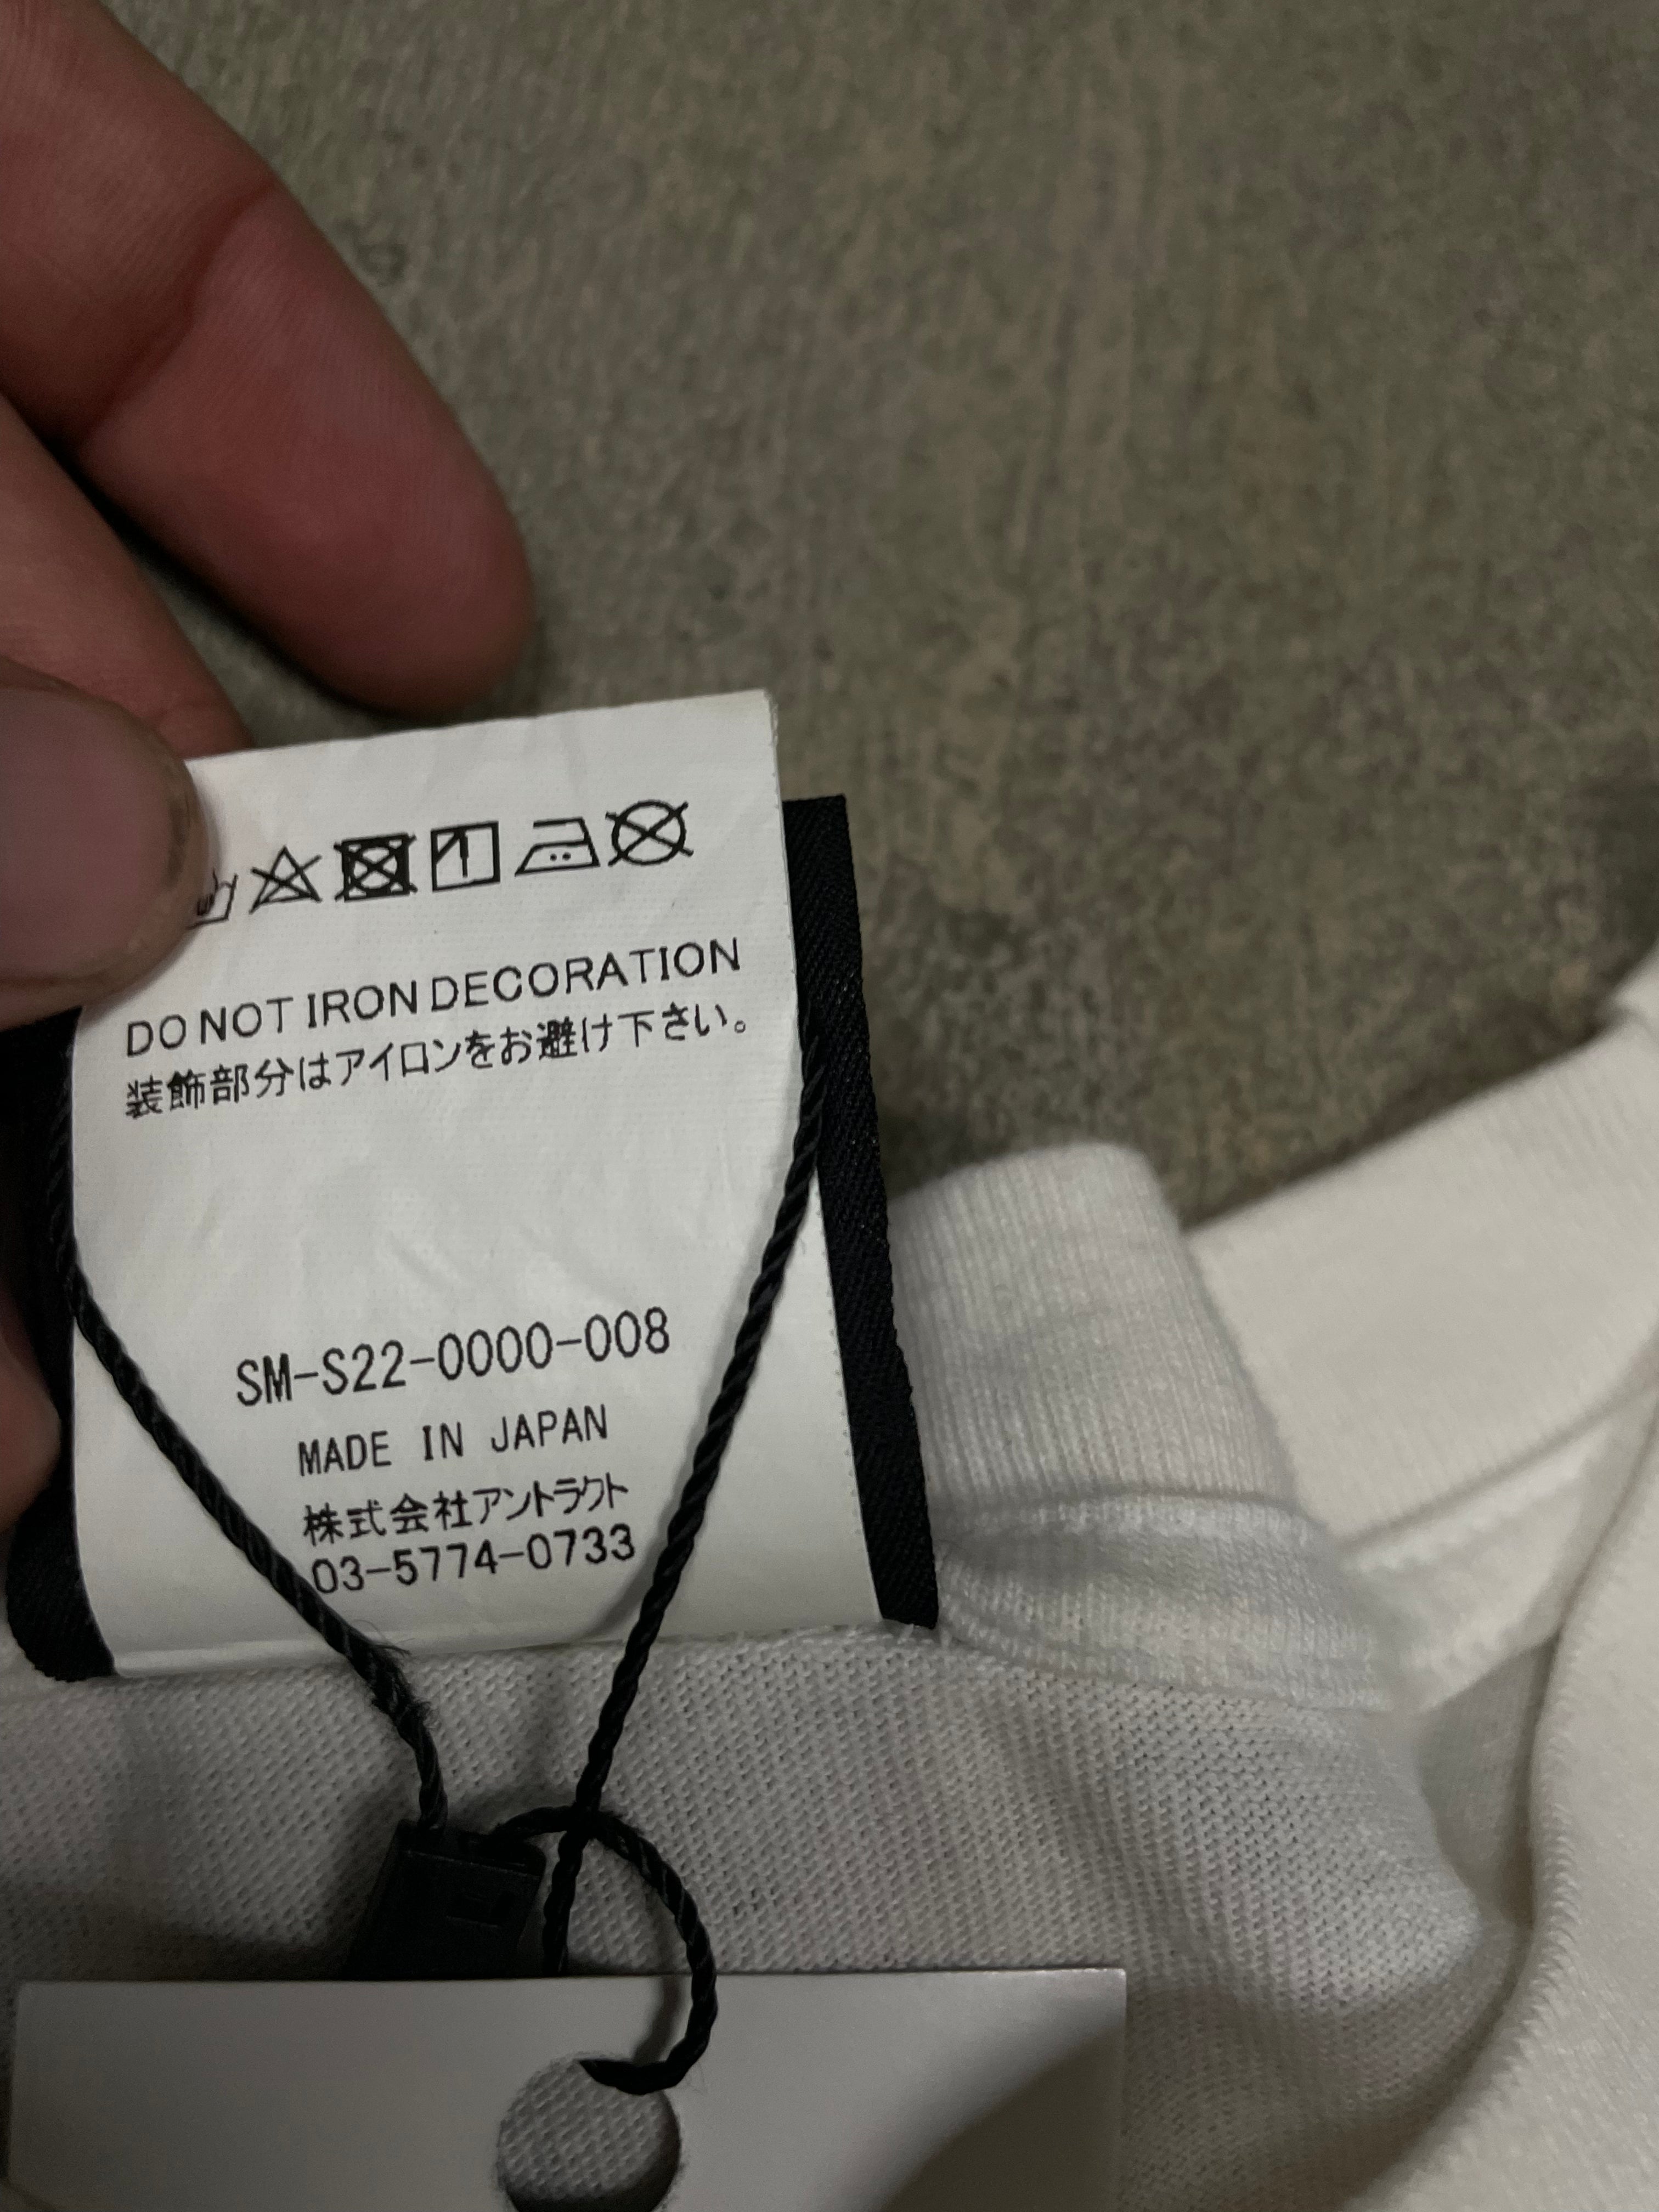 DO NOT IRON DECORATION
装飾部分はアイロンをお避け下さい。
SM-S22-0000-008
MADE IN JAPAN
株式会社アントラクト
03-5774-0733